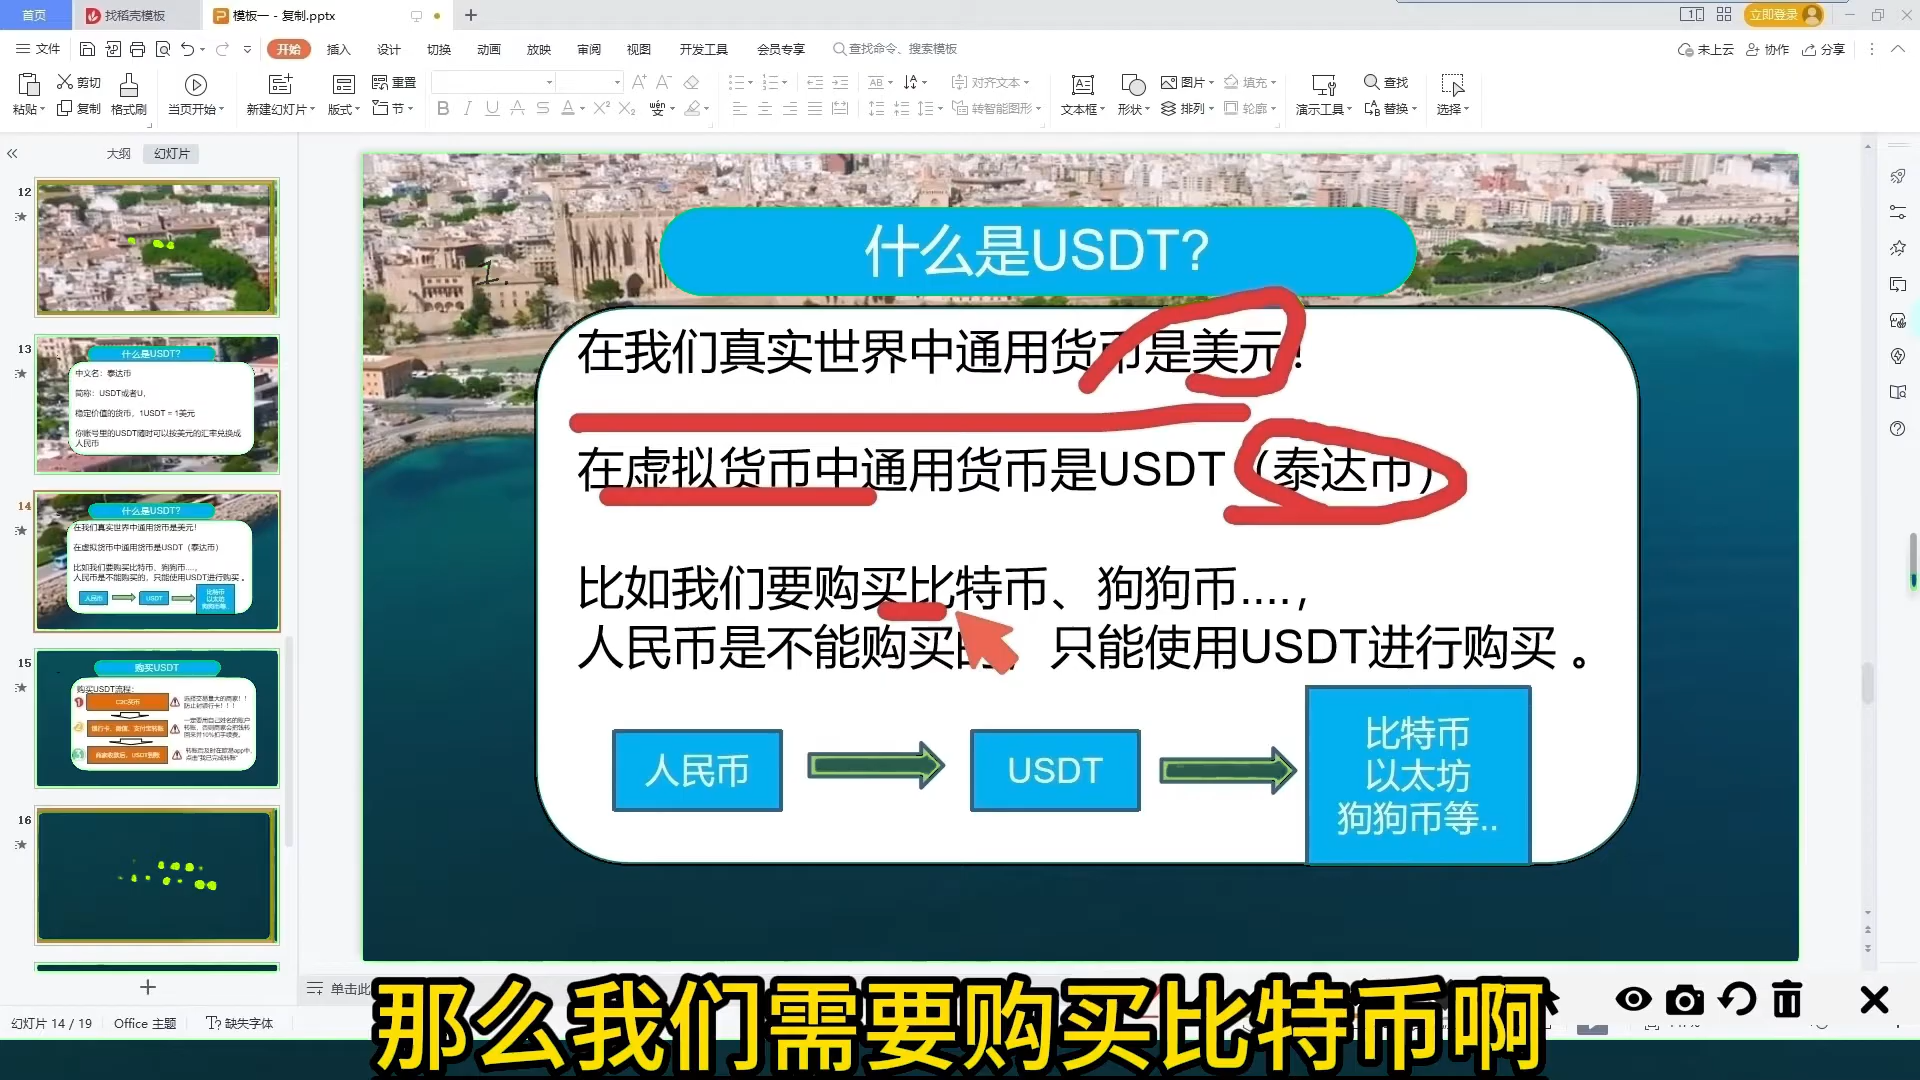 首页
找稻壳模板
模板一 - 复制.pptx
立即登录
文件
开始
插入
设计
切换
动画
放映
审阅
视图
开发工具
会员专享
查找命令、搜索模板
未上云
协作
分享
粘贴
剪切
复制
格式刷
当页开始
新建幻灯片
版式
重置
节
对齐文本
转智能图形
文本框
形状
图片
排列
填充
轮廓
演示工具
查找
替换
选择
大纲
幻灯片
12
13
什么是USDT?
中文名：泰达币
简称：USDT或者U,
稳定价值的货币，1USDT = 1美元
你账号里的USDT随时可以按美元的汇率兑换成
人民币
14
什么是USDT?
在我们真实世界中通用货币是美元!
在虚拟货币中通用货币是USDT（泰达币）
比如我们要购买比特币、狗狗币....,
人民币是不能购买的，只能使用USDT进行购买 。
人民币
USDT
比特币
以太坊
狗狗币等..
15
购买USDT
购买USDT流程：
C2C买币
16
什么是USDT?
1.
在我们真实世界中通用货币是美元!
在虚拟货币中通用货币是USDT（泰达币）
比如我们要购买比特币、狗狗币....,
人民币是不能购买的，只能使用USDT进行购买 。
人民币
USDT
比特币
以太坊
狗狗币等..
单击此
幻灯片 14 / 19
Office 主题
缺失字体
那么我们需要购买比特币啊